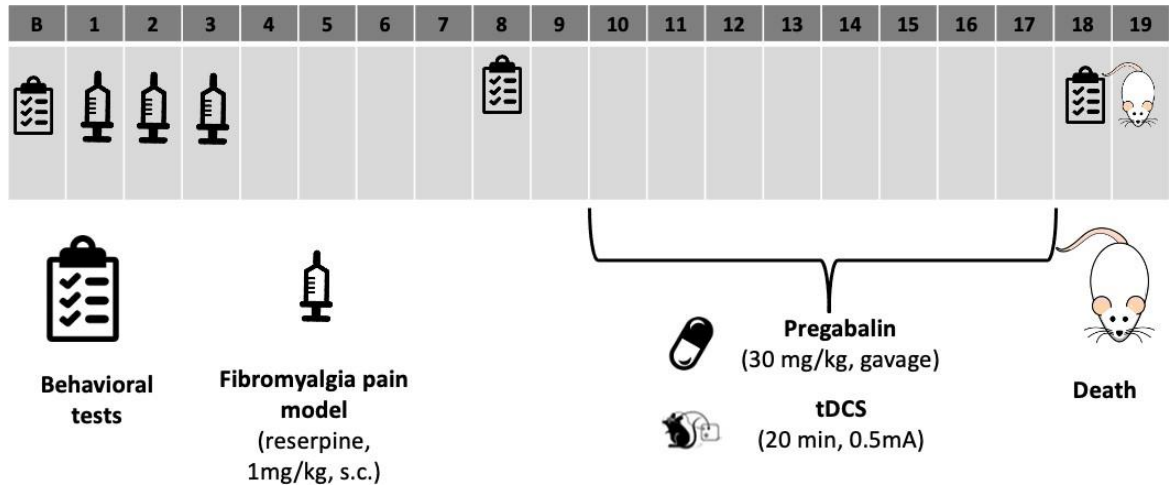 B 1 2 3 4 5 6 7 8 9 10 11 12 13 14 15 16 17 18 19
Behavioral
tests
Fibromyalgia pain
model
(reserpine,
1mg/kg, s.c.)
Pregabalin
(30 mg/kg, gavage)
tDCS
(20 min, 0.5mA)
Death